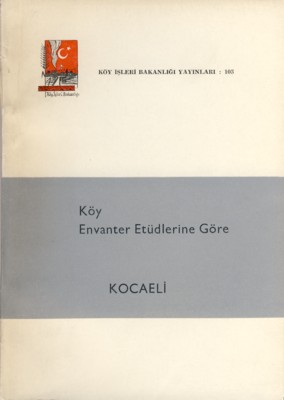 KÖY İŞLERİ BAKANLIĞI YAYINLARI : 103
Köy
Envanter Etüdlerine Göre
KOCAELİ